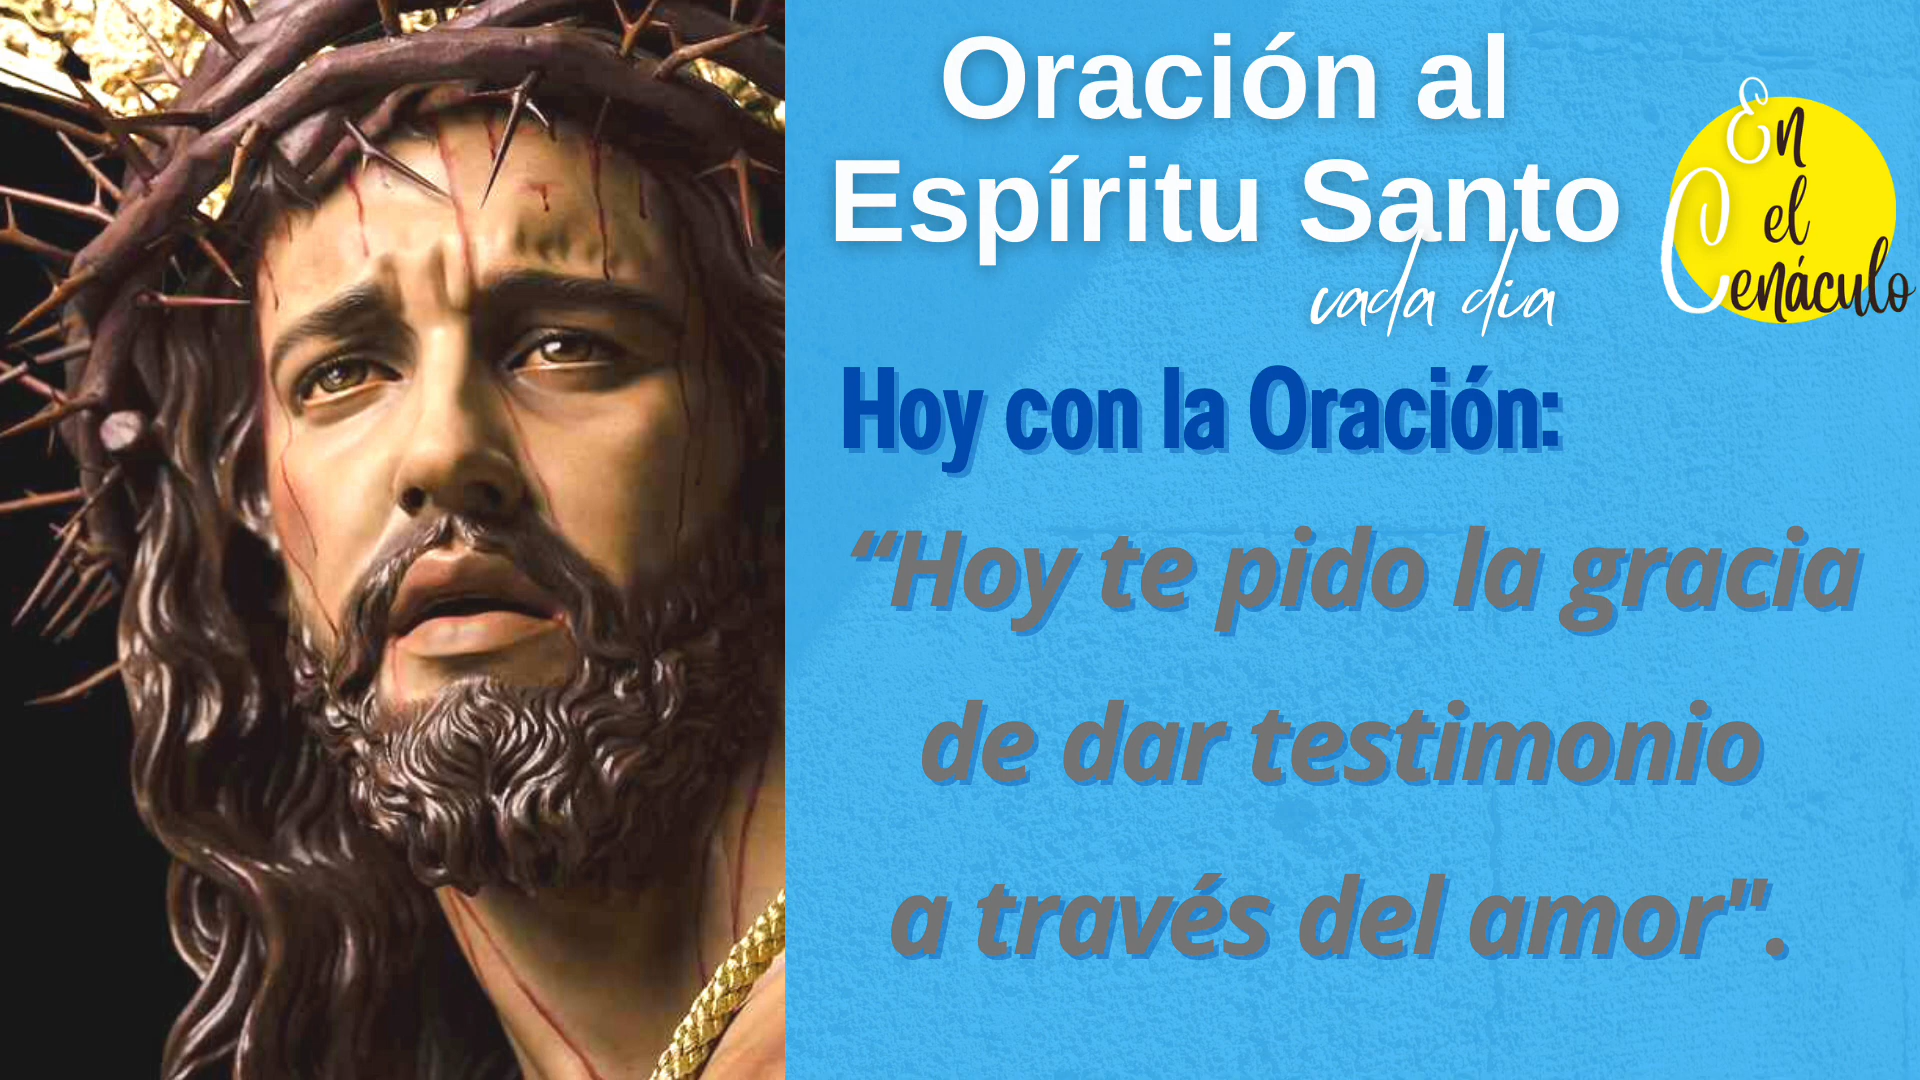 Oración al
Espíritu Santo
cada dia
En
el
Cenáculo
Hoy con la Oración:
“Hoy te pido la gracia
de dar testimonio
a través del amor".